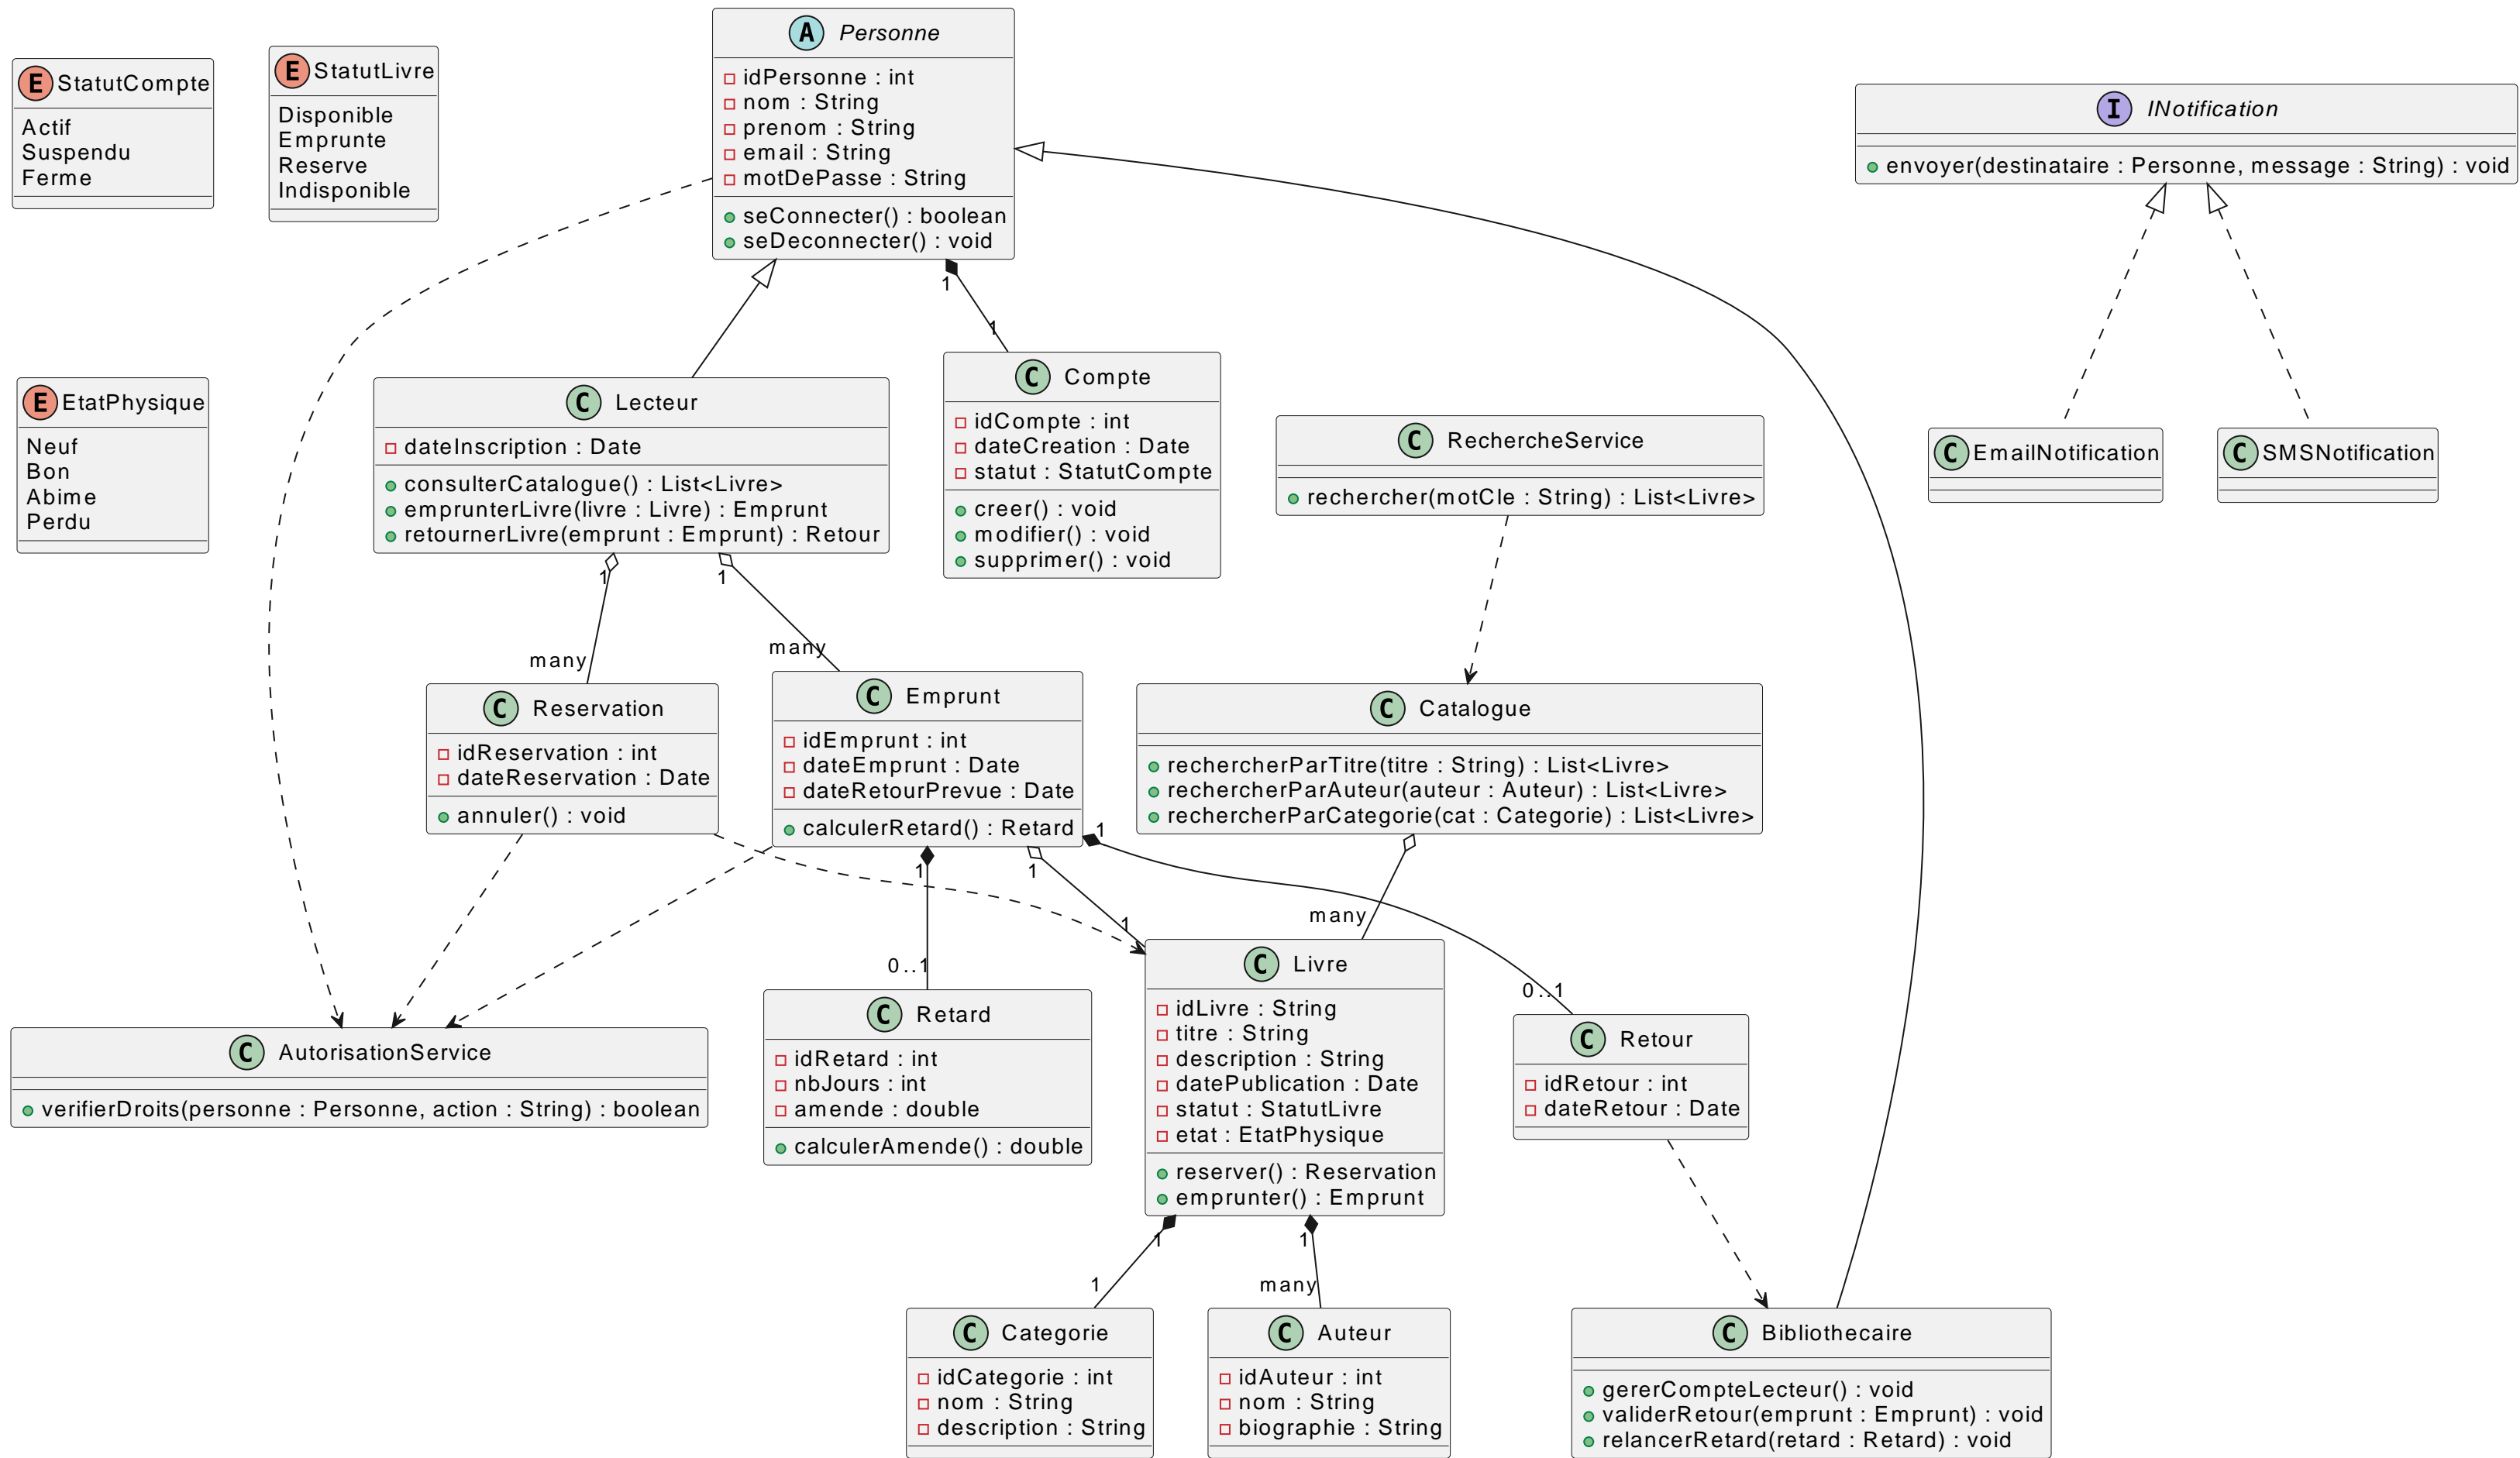 A Personne
idPersonne : int
nom : String
prenom : String
email : String
motDePasse : String
seConnecter() : boolean
seDeconnecter() : void
E StatutCompte
Actif
Suspendu
Ferme
E StatutLivre
Disponible
Emprunte
Reserve
Indisponible
I INotification
envoyer(destinataire : Personne, message : String) : void
1
1
E EtatPhysique
Neuf
Bon
Abime
Perdu
C Lecteur
dateInscription : Date
consulterCatalogue() : List<Livre>
emprunterLivre(livre : Livre) : Emprunt
retournerLivre(emprunt : Emprunt) : Retour
C Compte
idCompte : int
dateCreation : Date
statut : StatutCompte
creer() : void
modifier() : void
supprimer() : void
C RechercheService
rechercher(motCle : String) : List<Livre>
C EmailNotification
C SMSNotification
1
1
many
many
C Reservation
idReservation : int
dateReservation : Date
annuler() : void
C Emprunt
idEmprunt : int
dateEmprunt : Date
dateRetourPrevue : Date
calculerRetard() : Retard
C Catalogue
rechercherParTitre(titre : String) : List<Livre>
rechercherParAuteur(auteur : Auteur) : List<Livre>
rechercherParCategorie(cat : Categorie) : List<Livre>
1
1
1
many
1
0..1
0..1
C AutorisationService
verifierDroits(personne : Personne, action : String) : boolean
C Retard
idRetard : int
nbJours : int
amende : double
calculerAmende() : double
C Livre
idLivre : String
titre : String
description : String
datePublication : Date
statut : StatutLivre
etat : EtatPhysique
reserver() : Reservation
emprunter() : Emprunt
C Retour
idRetour : int
dateRetour : Date
1
1
1
many
C Categorie
idCategorie : int
nom : String
description : String
C Auteur
idAuteur : int
nom : String
biographie : String
C Bibliothecaire
gererCompteLecteur() : void
validerRetour(emprunt : Emprunt) : void
relancerRetard(retard : Retard) : void